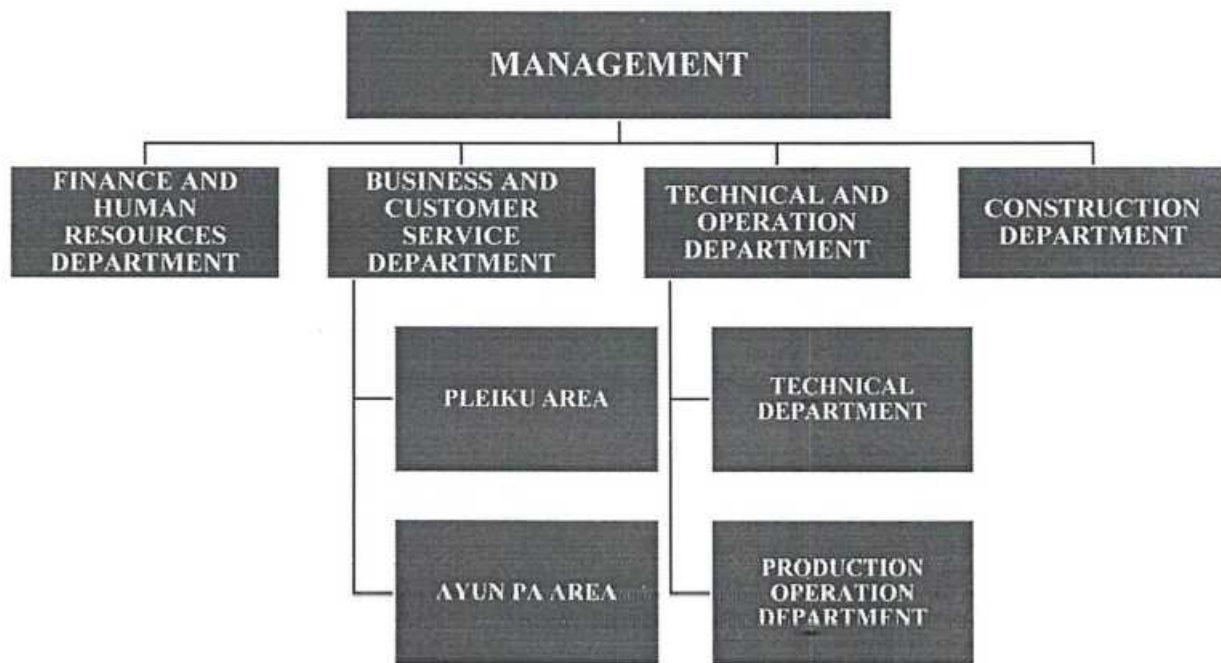 MANAGEMENT
FINANCE AND
HUMAN
RESOURCES
DEPARTMENT
BUSINESS AND
CUSTOMER
SERVICE
DEPARTMENT
TECHNICAL AND
OPERATION
DEPARTMENT
CONSTRUCTION
DEPARTMENT
PLEIKU AREA
TECHNICAL
DEPARTMENT
AYUN PA AREA
PRODUCTION
OPERATION
DEPARTMENT